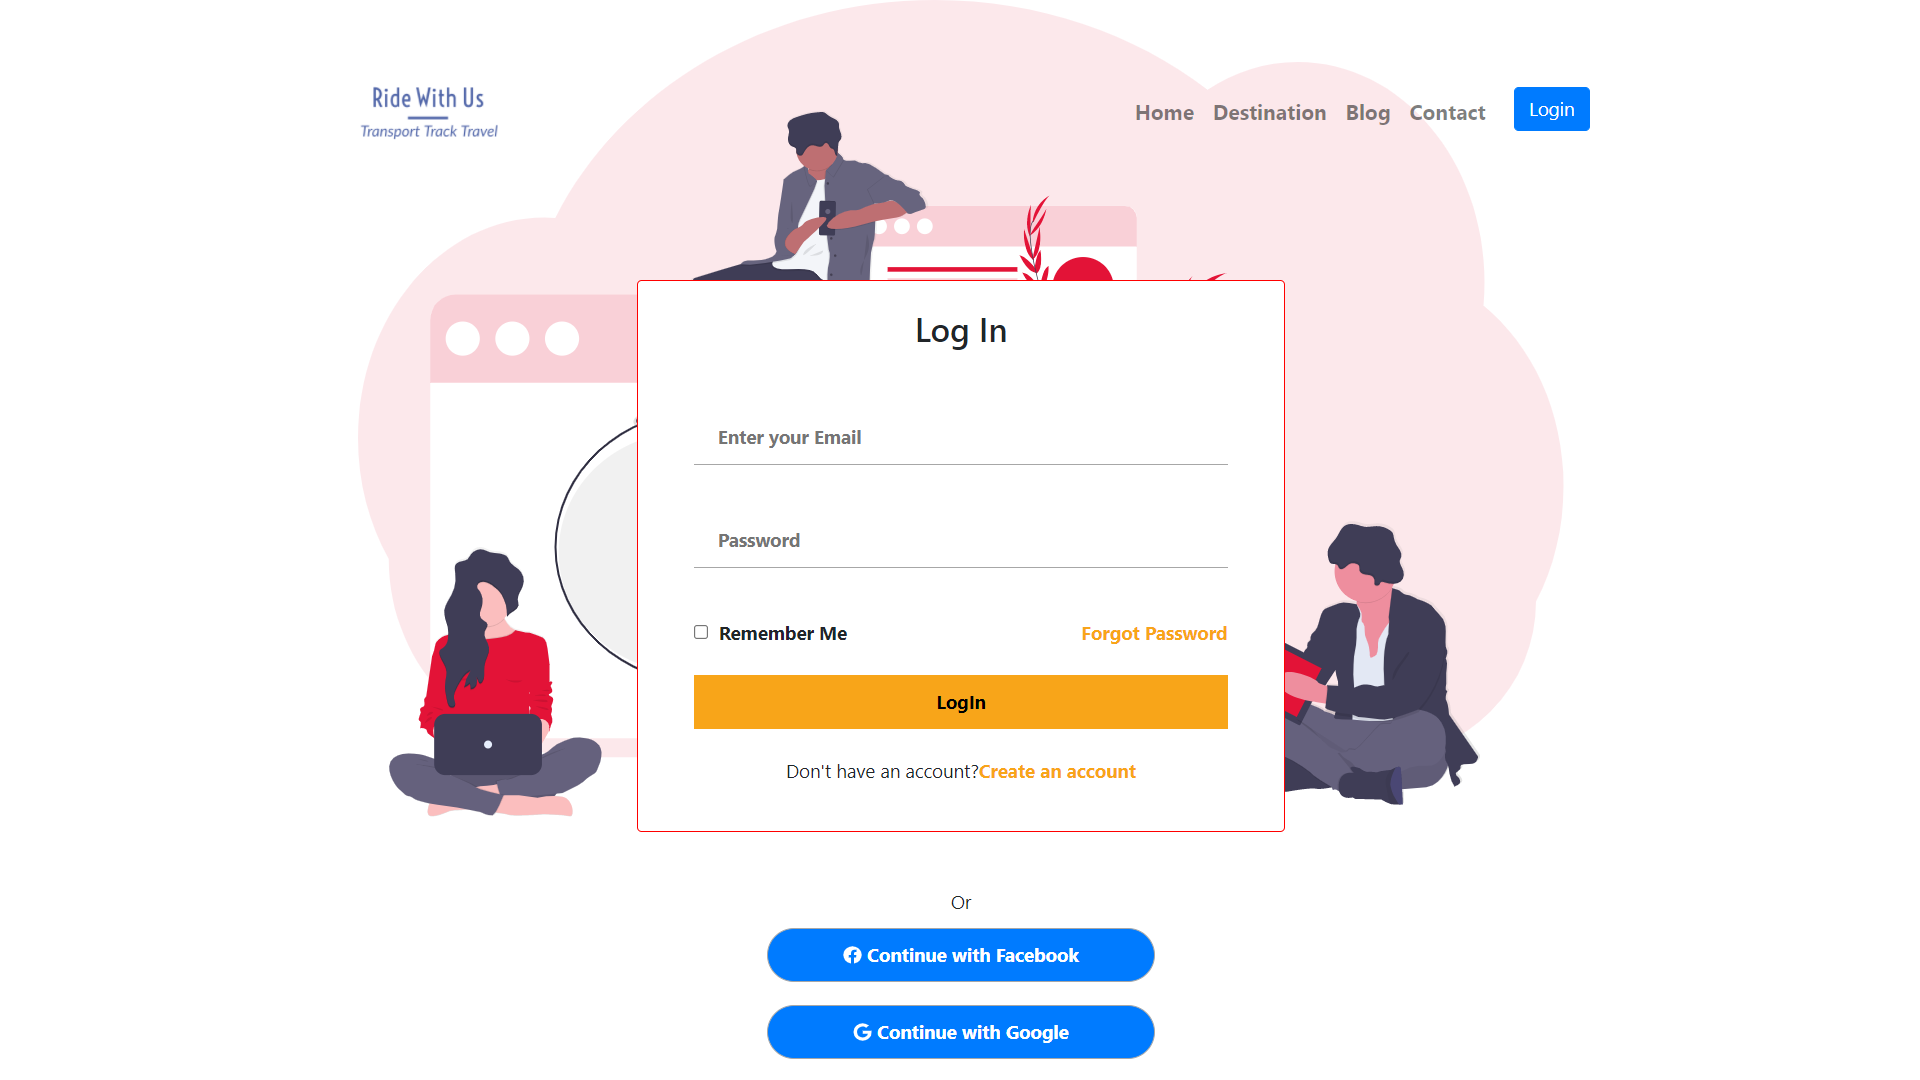 Ride With Us
Transport Track Travel
Home Destination Blog Contact Login
Log In
Enter your Email
Password
Remember Me Forgot Password
LogIn
Don't have an account?Create an account
Or
Continue with Facebook
Continue with Google